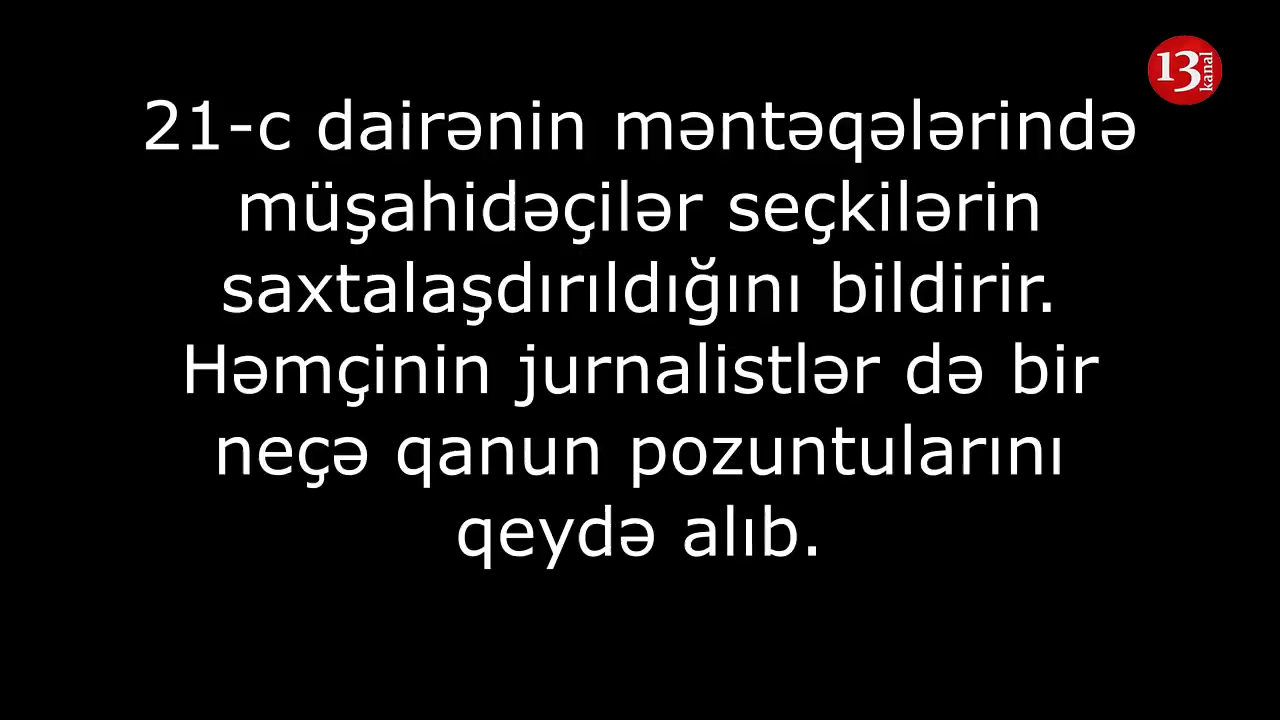 13 kanal
21-c dairənin məntəqələrində
müşahidəçilər seçkilərin
saxtalaşdırıldığını bildirir.
Həmçinin jurnalistlər də bir
neçə qanun pozuntularını
qeydə alıb.